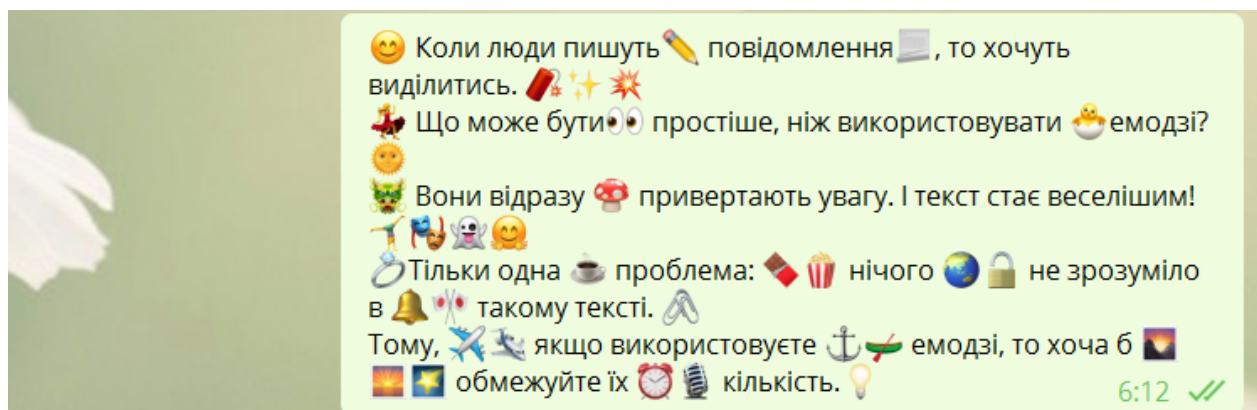 😊 Коли люди пишуть✏️ повідомлення📃, то хочуть
виділитись. 🧨✨💥
💃 Що може бути👀 простіше, ніж використовувати 🐣емодзі?
🌞
🐲 Вони відразу 🍄 привертають увагу. І текст стає веселішим!
🤸🎭👻🤗
💍Тільки одна ☕ проблема: 🍫🍿 нічого 🌏🔓 не зрозуміло
в 🔔🎌 такому тексті. 🖇️
Тому, ✈️🛩️ якщо використовуєте ⚓🛶 емодзі, то хоча б 🌄
🌅🌠 обмежуйте їх ⏰🎙️ кількість. 💡
6:12